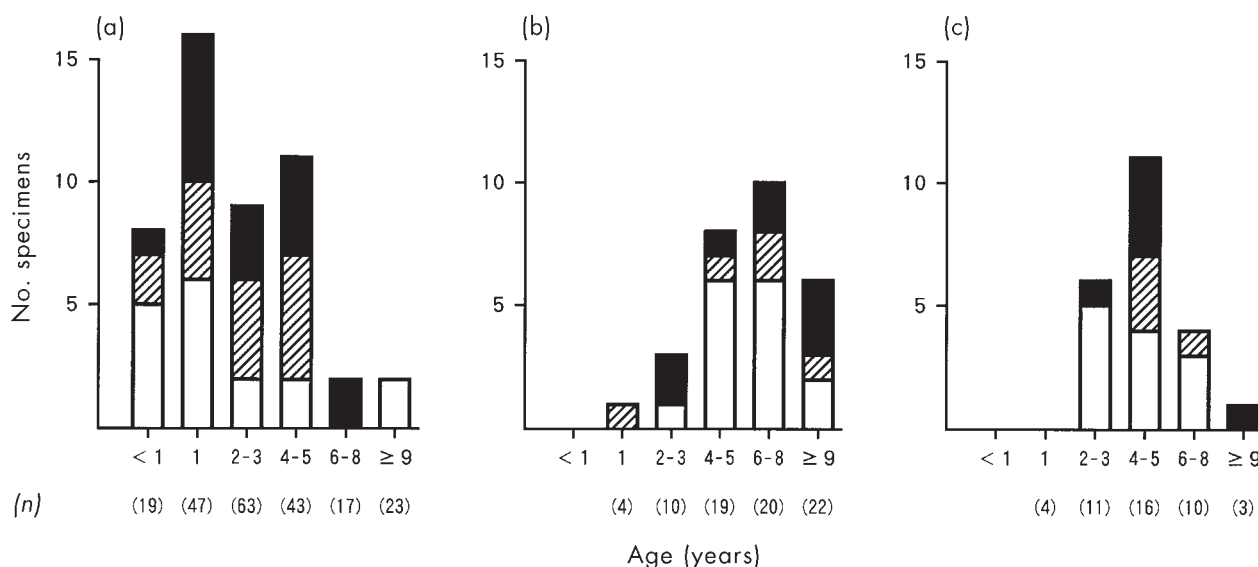 (a)
(b)
(c)
No. specimens
15
10
5
15
10
5
15
10
5
< 1 1 2-3 4-5 6-8 ≥ 9
< 1 1 2-3 4-5 6-8 ≥ 9
< 1 1 2-3 4-5 6-8 ≥ 9
(n) (19) (47) (63) (43) (17) (23)
(4) (10) (19) (20) (22)
(4) (11) (16) (10) (3)
Age (years)